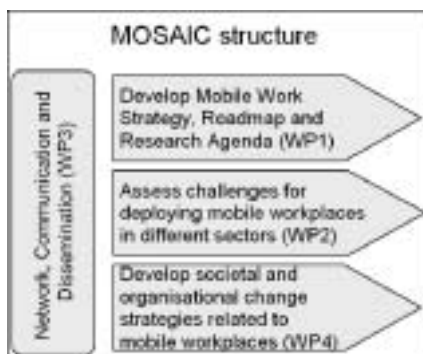 MOSAIC structure
Network, Communication and
Dissemination (WP3)
Develop Mobile Work
Strategy, Roadmap and
Research Agenda (WP1)
Assess challenges for
deploying mobile workplaces
in different sectors (WP2)
Develop societal and
organisational change
strategies related to
mobile workplaces (WP4)